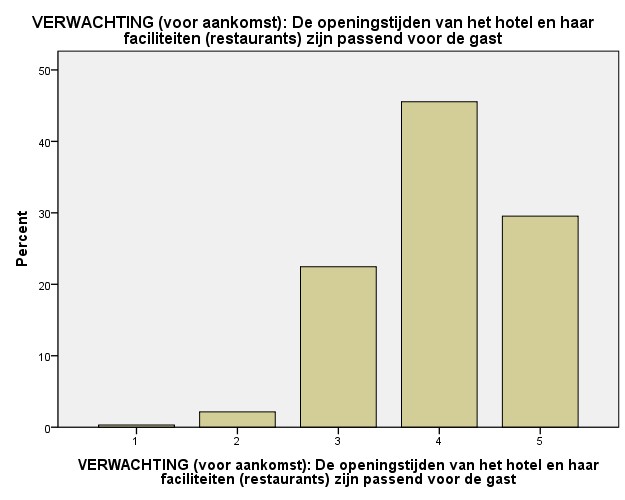 VERWACHTING (voor aankomst): De openingstijden van het hotel en haar
faciliteiten (restaurants) zijn passend voor de gast
50
40
30
20
10
0
Percent
1
2
3
4
5
VERWACHTING (voor aankomst): De openingstijden van het hotel en haar
faciliteiten (restaurants) zijn passend voor de gast